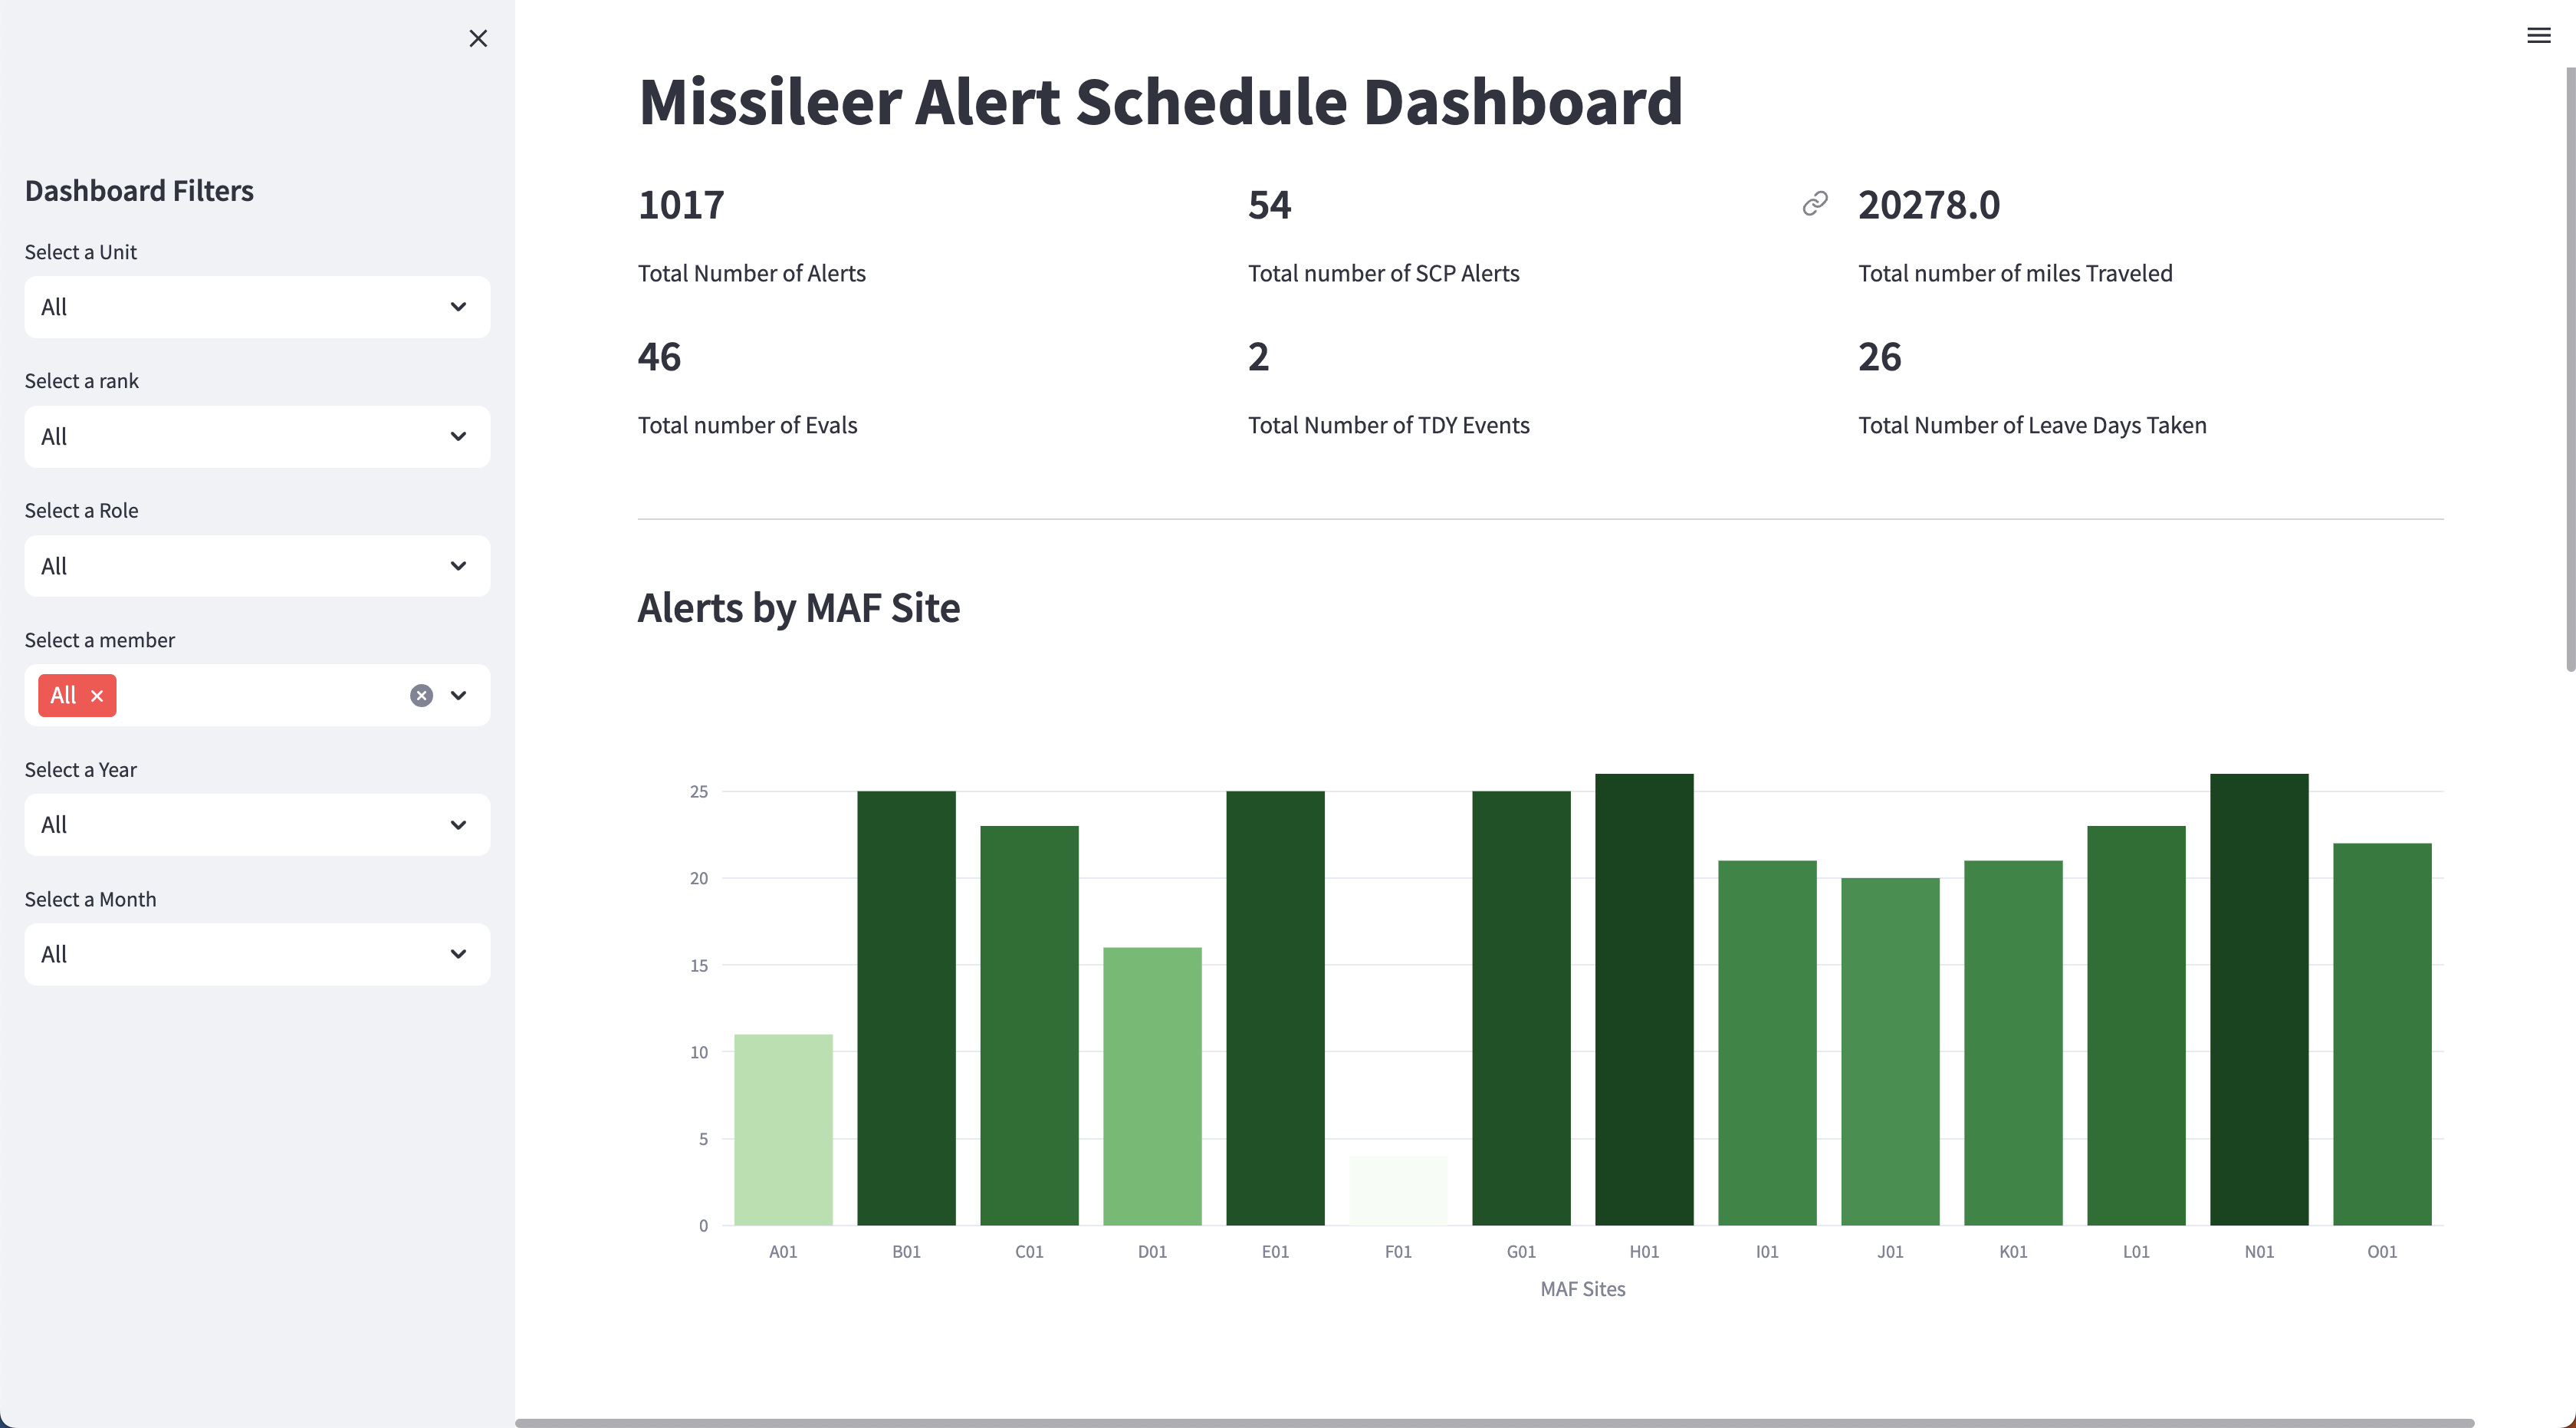 Dashboard Filters
Select a Unit
All
Select a rank
All
Select a Role
All
Select a member
All
Select a Year
All
Select a Month
All
Missileer Alert Schedule Dashboard
1017
Total Number of Alerts
54
Total number of SCP Alerts
20278.0
Total number of miles Traveled
46
Total number of Evals
2
Total Number of TDY Events
26
Total Number of Leave Days Taken
Alerts by MAF Site
25
20
15
10
5
0
A01 B01 C01 D01 E01 F01 G01 H01 I01 J01 K01 L01 N01 O01
MAF Sites